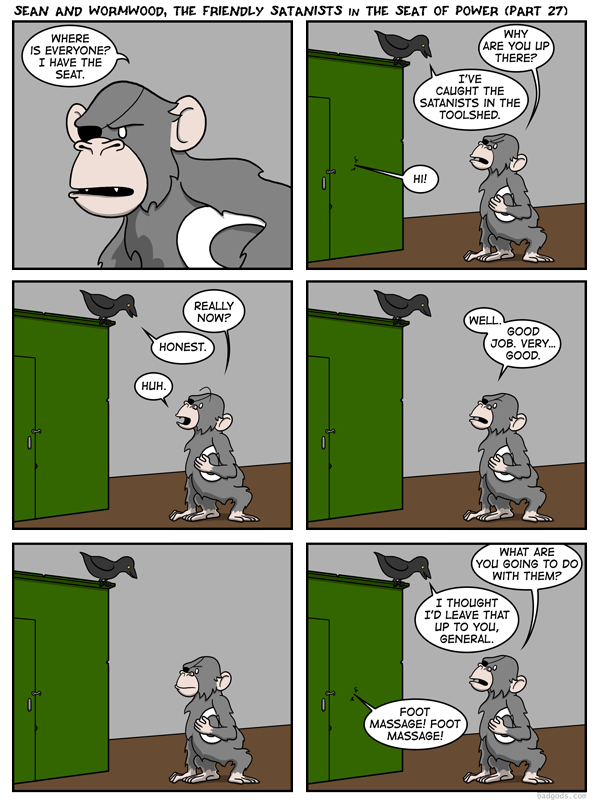 SEAN AND WORMWOOD, THE FRIENDLY SATANISTS IN THE SEAT OF POWER (PART 27)
WHERE
IS EVERYONE?
I HAVE THE
SEAT.
WHY
ARE YOU UP
THERE?
I'VE
CAUGHT THE
SATANISTS IN THE
TOOLSHED.
HI!
REALLY
NOW?
HONEST.
HUH.
WELL.
GOOD
JOB. VERY...
GOOD.
WHAT ARE
YOU GOING TO DO
WITH THEM?
I THOUGHT
I'D LEAVE THAT
UP TO YOU,
GENERAL.
FOOT
MASSAGE! FOOT
MASSAGE!
badgods.com